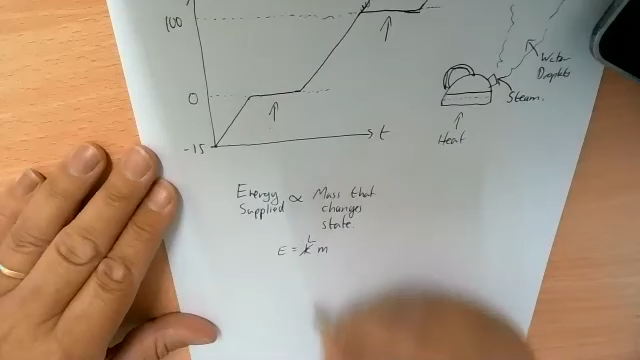 100
0
-15
t
Water
Droplets
Steam.
Heat
Energy ∝ Mass that
Supplied changes
state.
L
E = k m